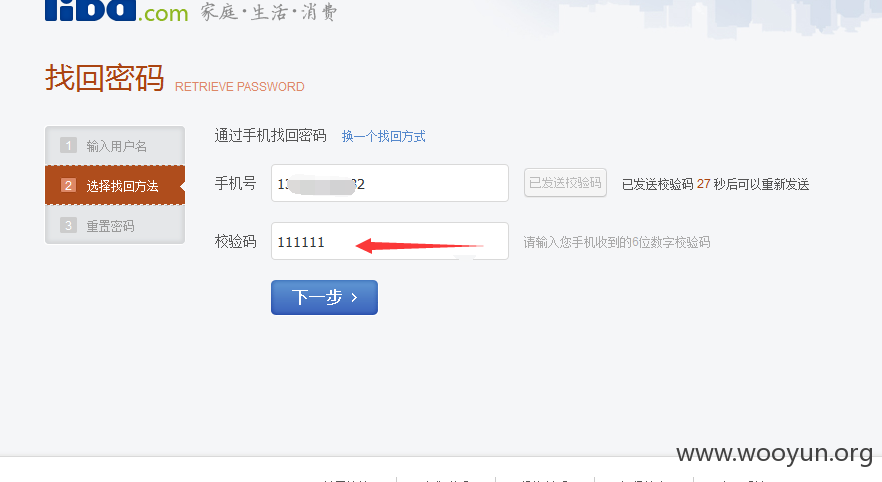 liba.com 家庭·生活·消费
找回密码 RETRIEVE PASSWORD
1 输入用户名
2 选择找回方法
3 重置密码
通过手机找回密码 换一个找回方式
手机号 13 32 已发送校验码 已发送校验码 27 秒后可以重新发送
校验码 111111 请输入您手机收到的6位数字校验码
下一步 ›
www.wooyun.org